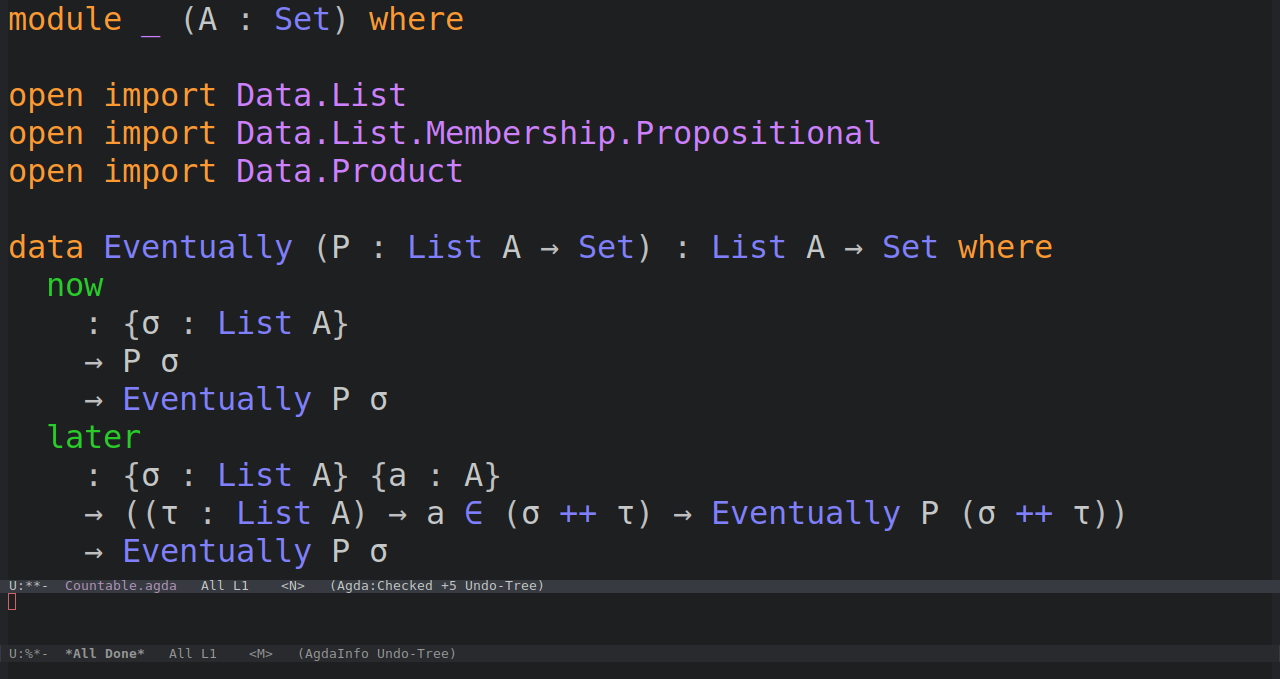 module _ (A : Set) where
open import Data.List
open import Data.List.Membership.Propositional
open import Data.Product
data Eventually (P : List A → Set) : List A → Set where
now
: {σ : List A}
→ P σ
→ Eventually P σ
later
: {σ : List A} {a : A}
→ ((τ : List A) → a ∈ (σ ++ τ) → Eventually P (σ ++ τ))
→ Eventually P σ
U:**-  Countable.agda   All L1    <N>   (Agda:Checked +5 Undo-Tree)
U:%*-  *All Done*   All L1    <M>   (AgdaInfo Undo-Tree)